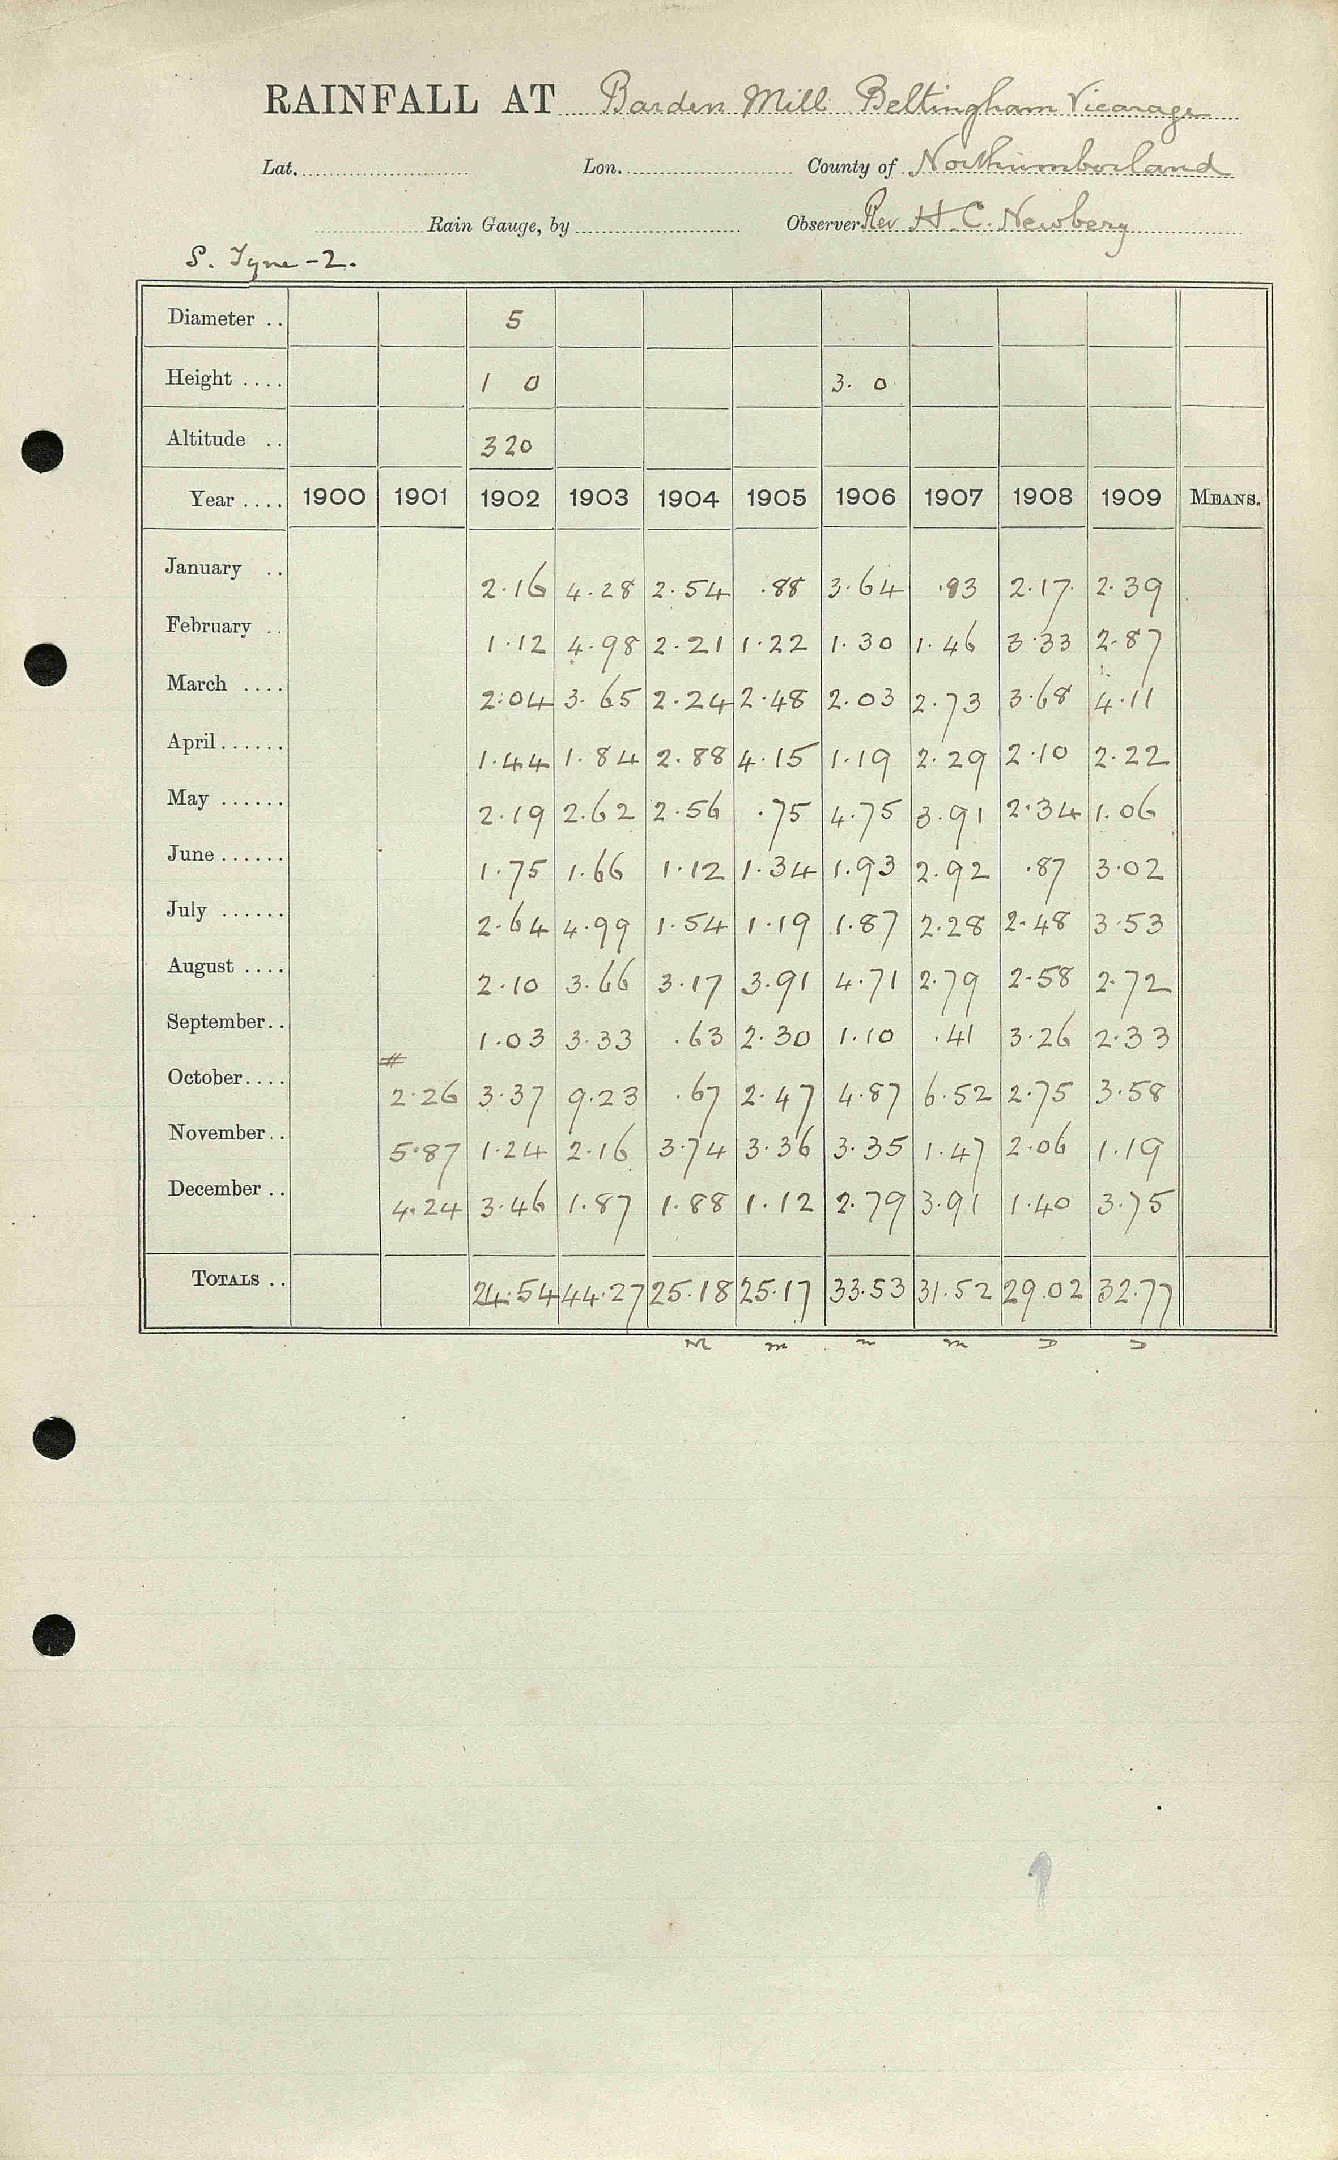 RAINFALL AT Barden Mill Beltingham Vicarage
Lat. Lon. County of Northumberland
Rain Gauge, by Observer Rev H. C. Newbery
S. Tyne - 2.
Diameter .. 5
Height .... 1 0 3. 0
Altitude .. 320
Year .... 1900 1901 1902 1903 1904 1905 1906 1907 1908 1909 MEANS.
January .. 2.16 4.28 2.54 .88 3.64 .83 2.17 2.39
February .. 1.12 4.98 2.21 1.22 1.30 1.46 3.33 2.87
March .... 2.04 3.65 2.24 2.48 2.03 2.73 3.68 4.11
April...... 1.44 1.84 2.88 4.15 1.19 2.29 2.10 2.22
May ...... 2.19 2.62 2.56 .75 4.75 3.91 2.34 1.06
June...... 1.75 1.66 1.12 1.34 1.93 2.92 .87 3.02
July ...... 2.64 4.99 1.54 1.19 1.87 2.28 2.48 3.53
August .... 2.10 3.66 3.17 3.91 4.71 2.79 2.58 2.72
September.. 1.03 3.33 .63 2.30 1.10 .41 3.26 2.33
#
October.... 2.26 3.37 9.23 .67 2.47 4.87 6.52 2.75 3.58
November.. 5.87 1.24 2.16 3.74 3.36 3.35 1.47 2.06 1.19
December .. 4.24 3.46 1.87 1.88 1.12 2.79 3.91 1.40 3.75
TOTALS .. 24.54 44.27 25.18 25.17 33.53 31.52 29.02 32.77